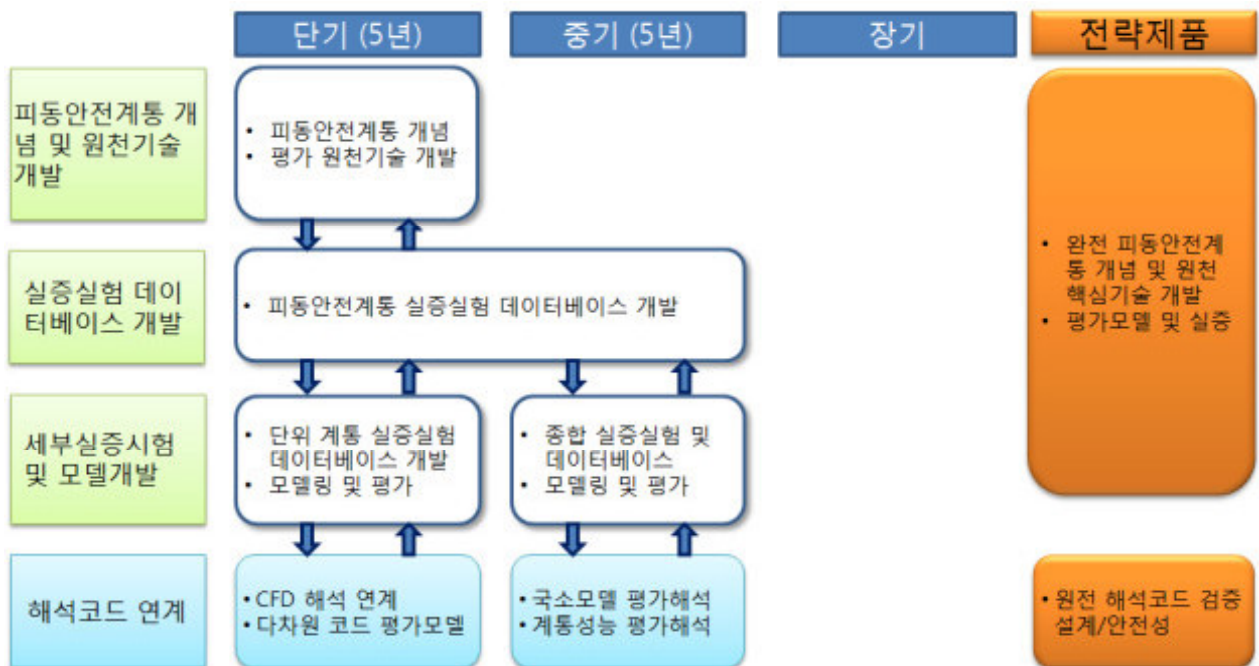 단기 (5년)
중기 (5년)
장기
전략제품
피동안전계통 개
념 및 원천기술
개발
• 피동안전계통 개념
• 평가 원천기술 개발
실증실험 데이
터베이스 개발
• 피동안전계통 실증실험 데이터베이스 개발
• 완전 피동안전계
통 개념 및 원천
핵심기술 개발
• 평가모델 및 실증
세부실증시험
및 모델개발
• 단위 계통 실증실험
데이터베이스 개발
• 모델링 및 평가
• 종합 실증실험 및
데이터베이스
• 모델링 및 평가
해석코드 연계
• CFD 해석 연계
• 다차원 코드 평가모델
• 국소모델 평가해석
• 계통성능 평가해석
• 원전 해석코드 검증
설계/안전성